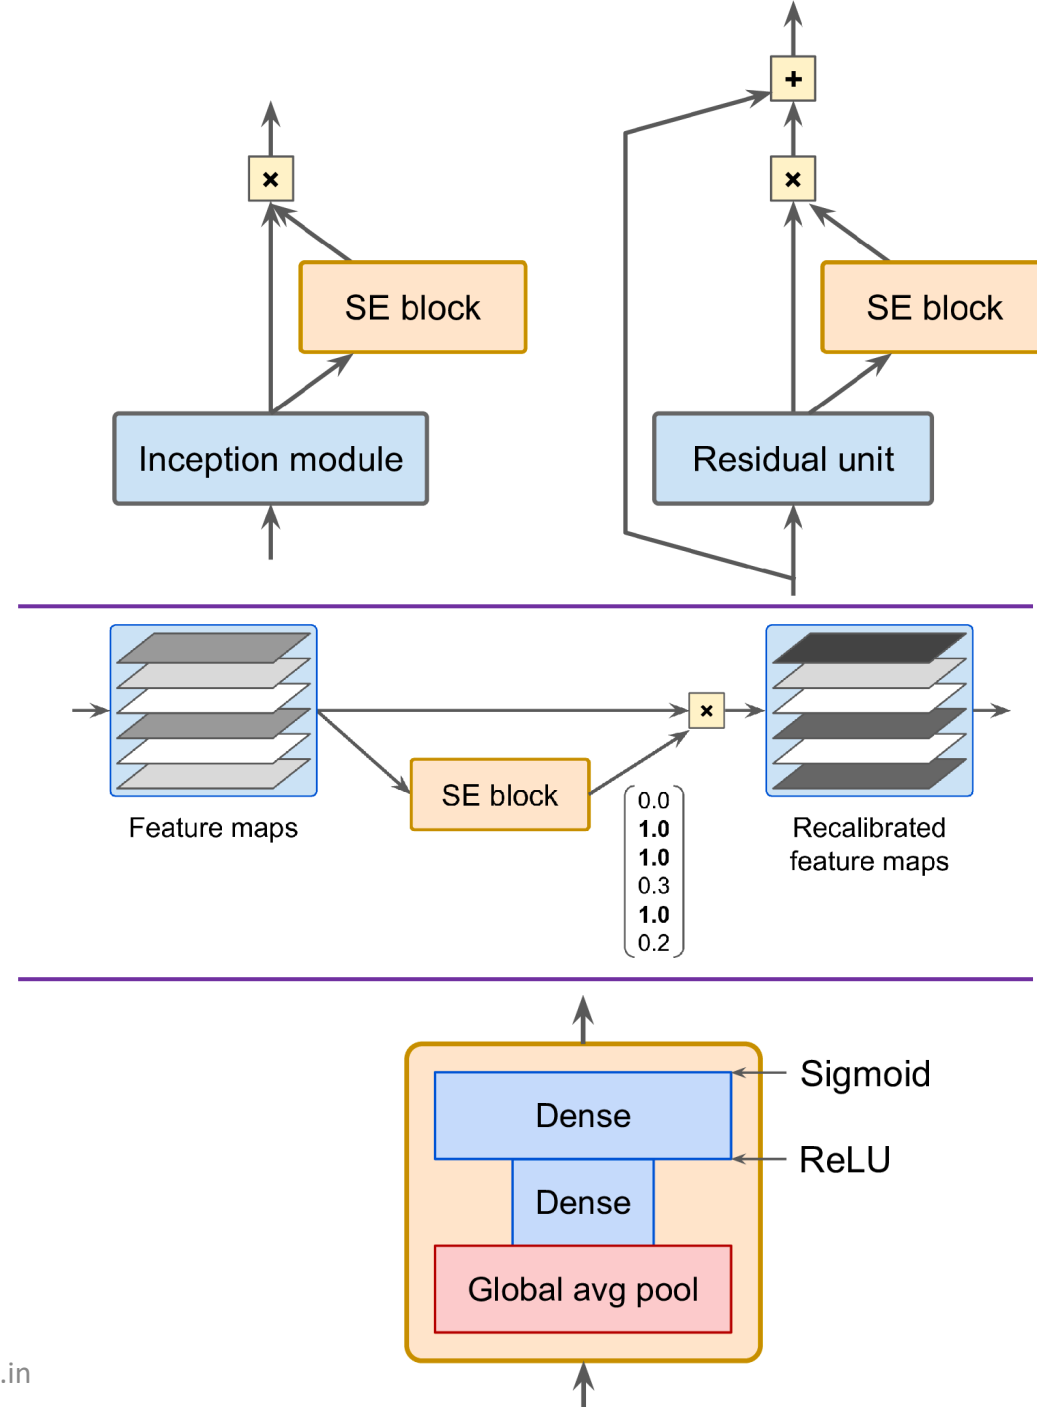 +
×
×
SE block
SE block
Inception module
Residual unit
×
SE block
0.0
1.0
1.0
0.3
1.0
0.2
Feature maps
Recalibrated
feature maps
Sigmoid
Dense
ReLU
Dense
Global avg pool
.in